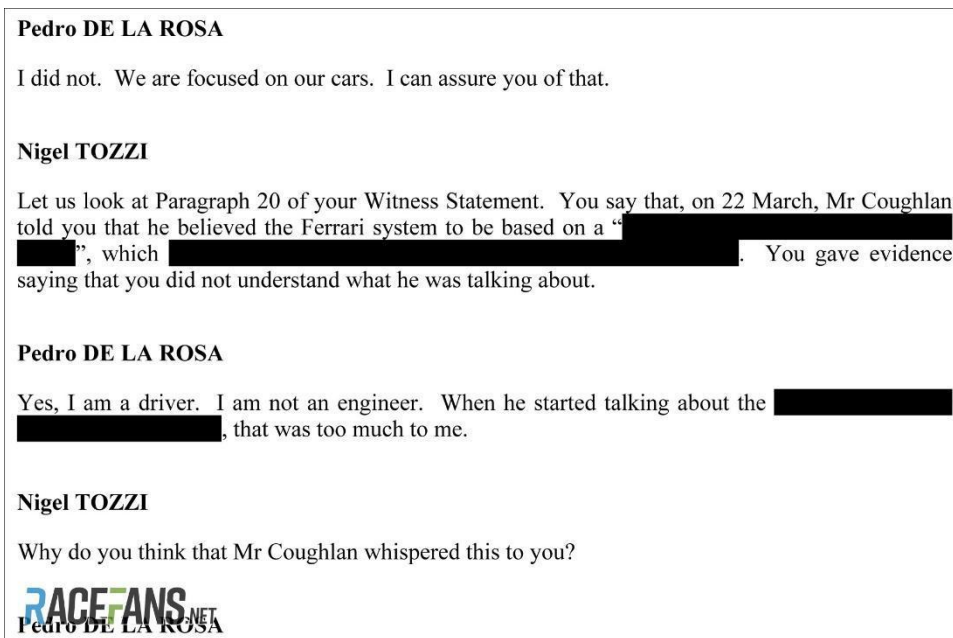 Pedro DE LA ROSA
I did not. We are focused on our cars. I can assure you of that.
Nigel TOZZI
Let us look at Paragraph 20 of your Witness Statement. You say that, on 22 March, Mr Coughlan
told you that he believed the Ferrari system to be based on a “
”, which . You gave evidence
saying that you did not understand what he was talking about.
Pedro DE LA ROSA
Yes, I am a driver. I am not an engineer. When he started talking about the
, that was too much to me.
Nigel TOZZI
Why do you think that Mr Coughlan whispered this to you?
RACEFANS.NET
Pedro DE LA ROSA